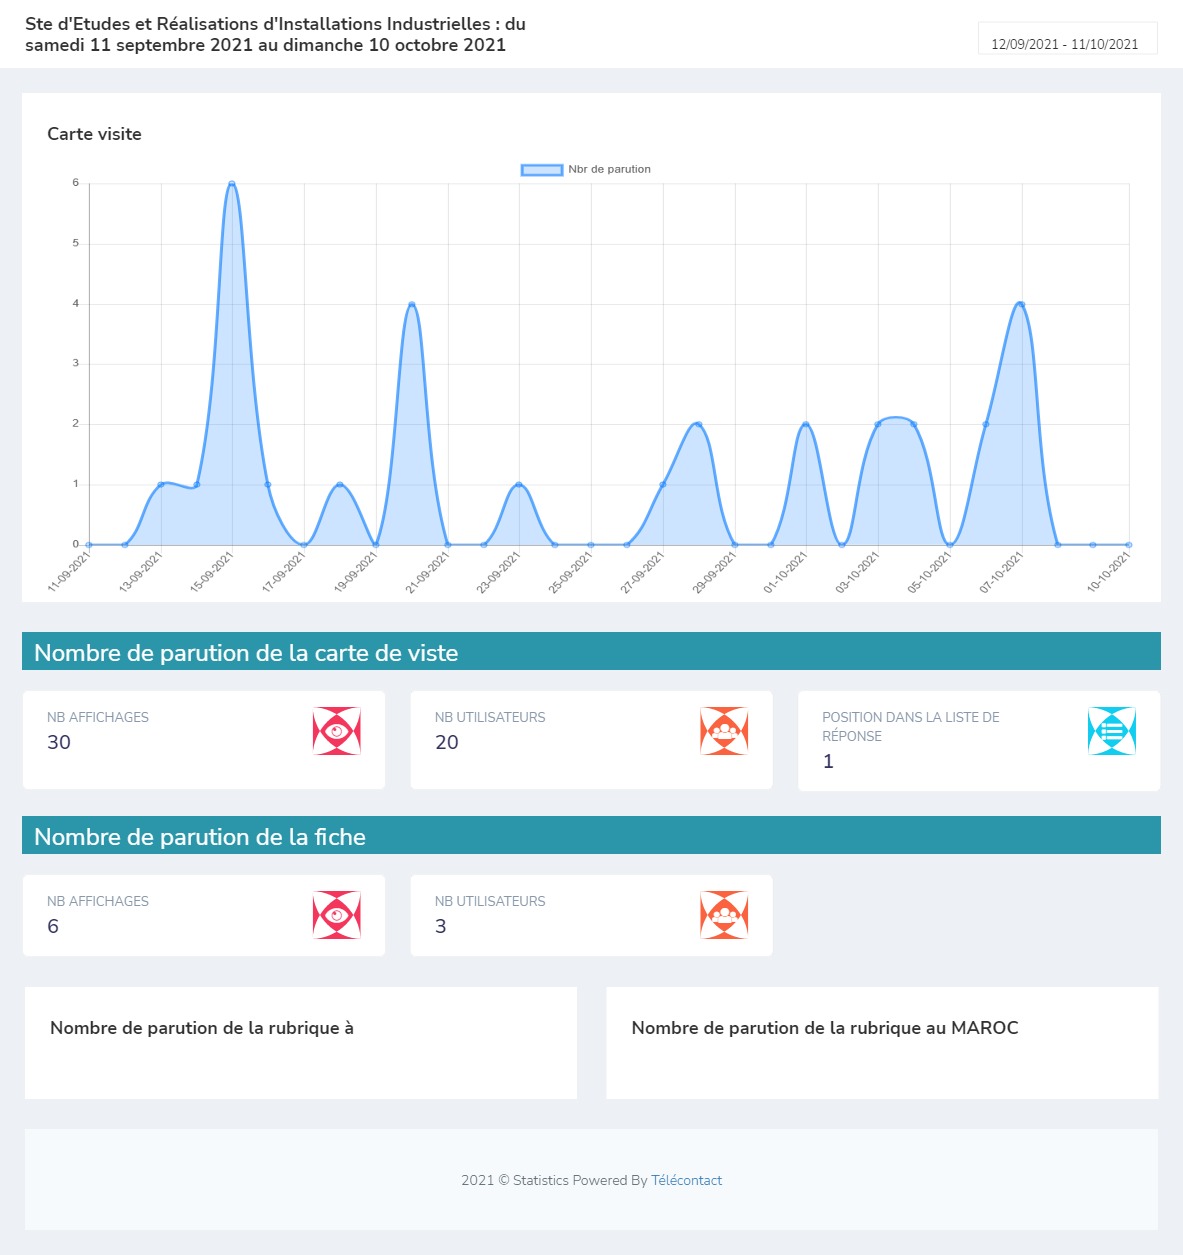 Ste d'Etudes et Réalisations d'Installations Industrielles : du
samedi 11 septembre 2021 au dimanche 10 octobre 2021
12/09/2021 - 11/10/2021
Carte visite
Nbr de parution
6
5
4
3
2
1
0
11-09-2021
13-09-2021
15-09-2021
17-09-2021
19-09-2021
21-09-2021
23-09-2021
25-09-2021
27-09-2021
29-09-2021
01-10-2021
03-10-2021
05-10-2021
07-10-2021
10-10-2021
Nombre de parution de la carte de viste
NB AFFICHAGES
30
NB UTILISATEURS
20
POSITION DANS LA LISTE DE
RÉPONSE
1
Nombre de parution de la fiche
NB AFFICHAGES
6
NB UTILISATEURS
3
Nombre de parution de la rubrique à
Nombre de parution de la rubrique au MAROC
2021 © Statistics Powered By Télécontact